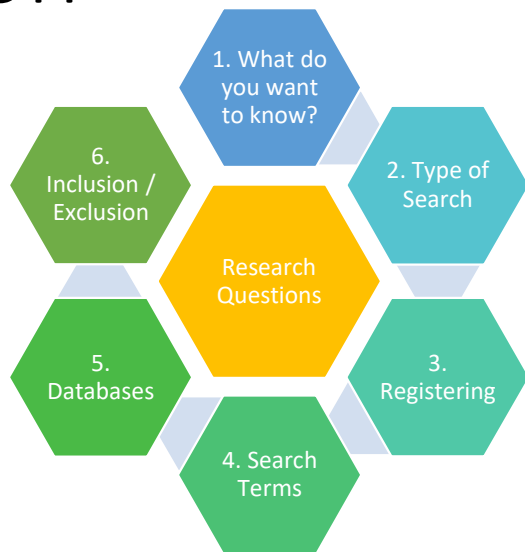 1. What do
you want
to know?
2. Type of
Search
3.
Registering
4. Search
Terms
5.
Databases
6.
Inclusion /
Exclusion
Research
Questions